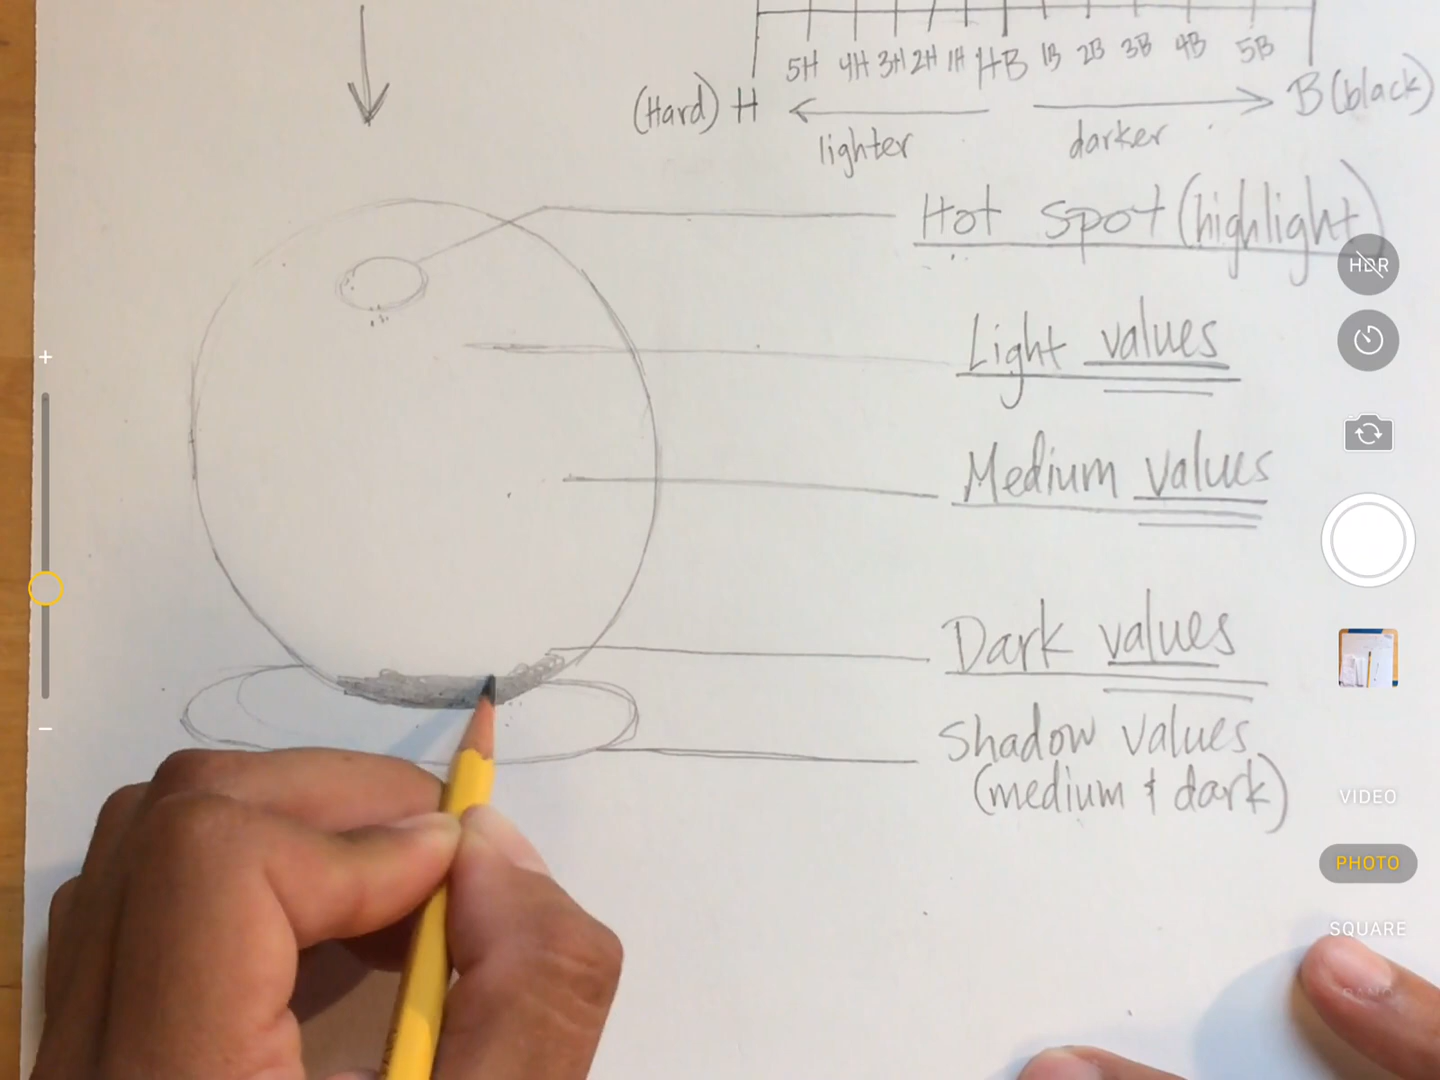 5H 4H 3H 2H 1H HB 1B 2B 3B 4B 5B
(Hard) H B (black)
lighter darker
Hot spot (highlight)
HDR
Light values
Medium values
Dark values
Shadow values
(medium & dark)
VIDEO
PHOTO
SQUARE